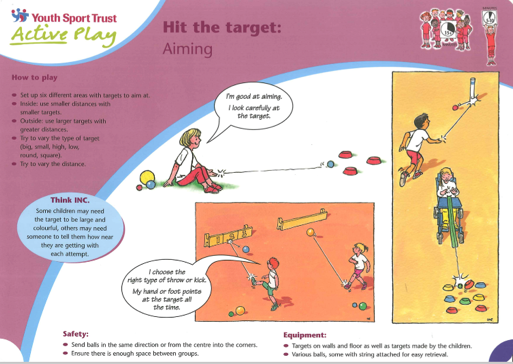 Youth Sport Trust
Active Play
Hit the target:
Aiming
How to play
Set up six different areas with targets to aim at.
Inside: use smaller distances with
smaller targets.
Outside: use larger targets with
greater distances.
Try to vary the type of target
(big, small, high, low,
round, square).
Try to vary the distance.
I'm good at aiming.
I look carefully at
the target.
Think INC.
Some children may need
the target to be large and
colourful, others may need
someone to tell them how near
they are getting with
each attempt.
I choose the
right type of throw or kick.
My hand or foot points
at the target all
the time.
Safety:
Send balls in the same direction or from the centre into the corners.
Ensure there is enough space between groups.
Equipment:
Targets on walls and floor as well as targets made by the children.
Various balls, some with string attached for easy retrieval.